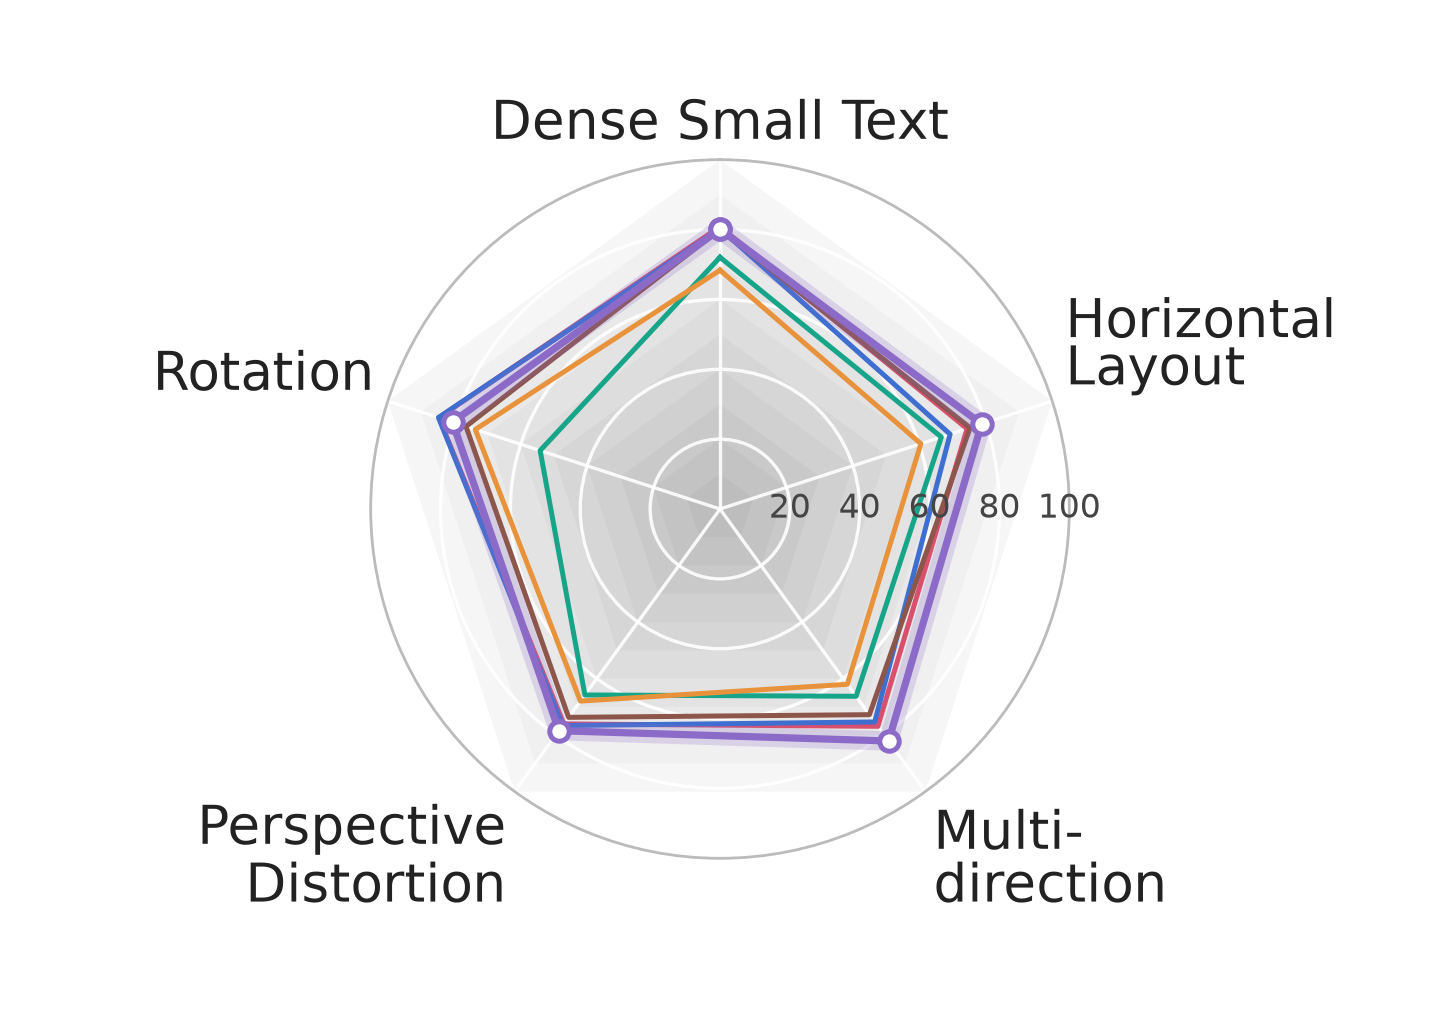 Dense Small Text
Horizontal
Layout
Rotation
20 40 60 80 100
Perspective
Distortion
Multi-
direction